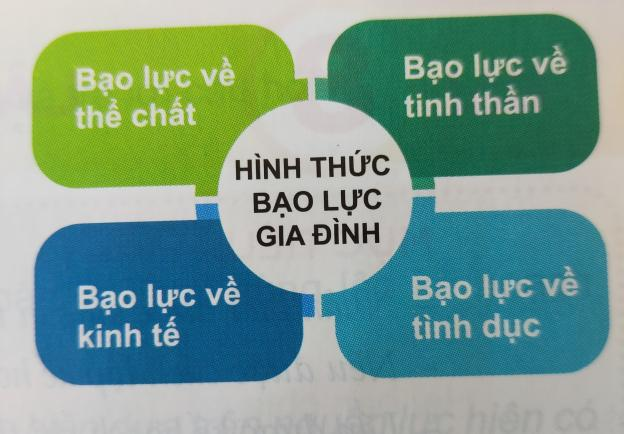 Bạo lực về
thể chất
Bạo lực về
tinh thần
HÌNH THỨC
BẠO LỰC
GIA ĐÌNH
Bạo lực về
kinh tế
Bạo lực về
tình dục